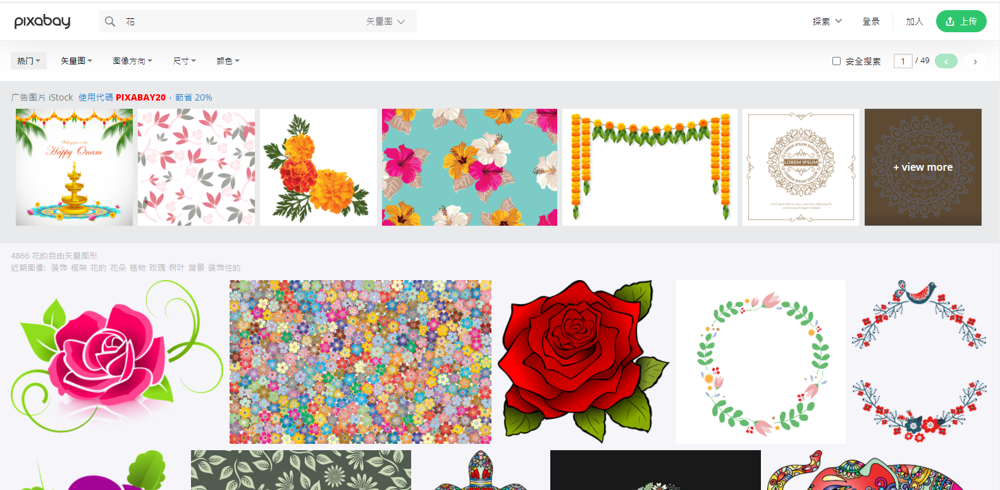 pixabay
花
矢量图
探索
登录
加入
上传
热门
矢量图
图像方向
尺寸
颜色
安全搜索
1 / 49
广告图片 iStock 使用代碼 PIXABAY20，節省 20%
Wishing you a very
Happy Onam
LOREM IPSUM DOLOR
LOREM IPSUM
LOREM IPSUM DOLOR
+ view more
4866 花的自由矢量图形
近期图像: 装饰 框架 花的 花朵 植物 玫瑰 树叶 背景 装饰性的